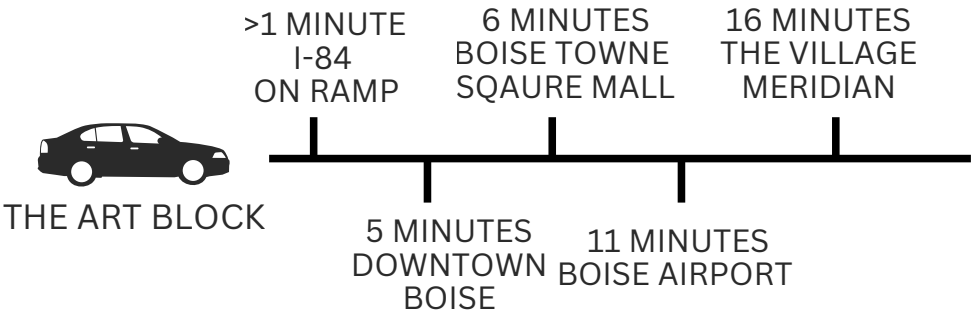 >1 MINUTE
I-84
ON RAMP
6 MINUTES
BOISE TOWNE
SQAURE MALL
16 MINUTES
THE VILLAGE
MERIDIAN
THE ART BLOCK
5 MINUTES
DOWNTOWN
BOISE
11 MINUTES
BOISE AIRPORT